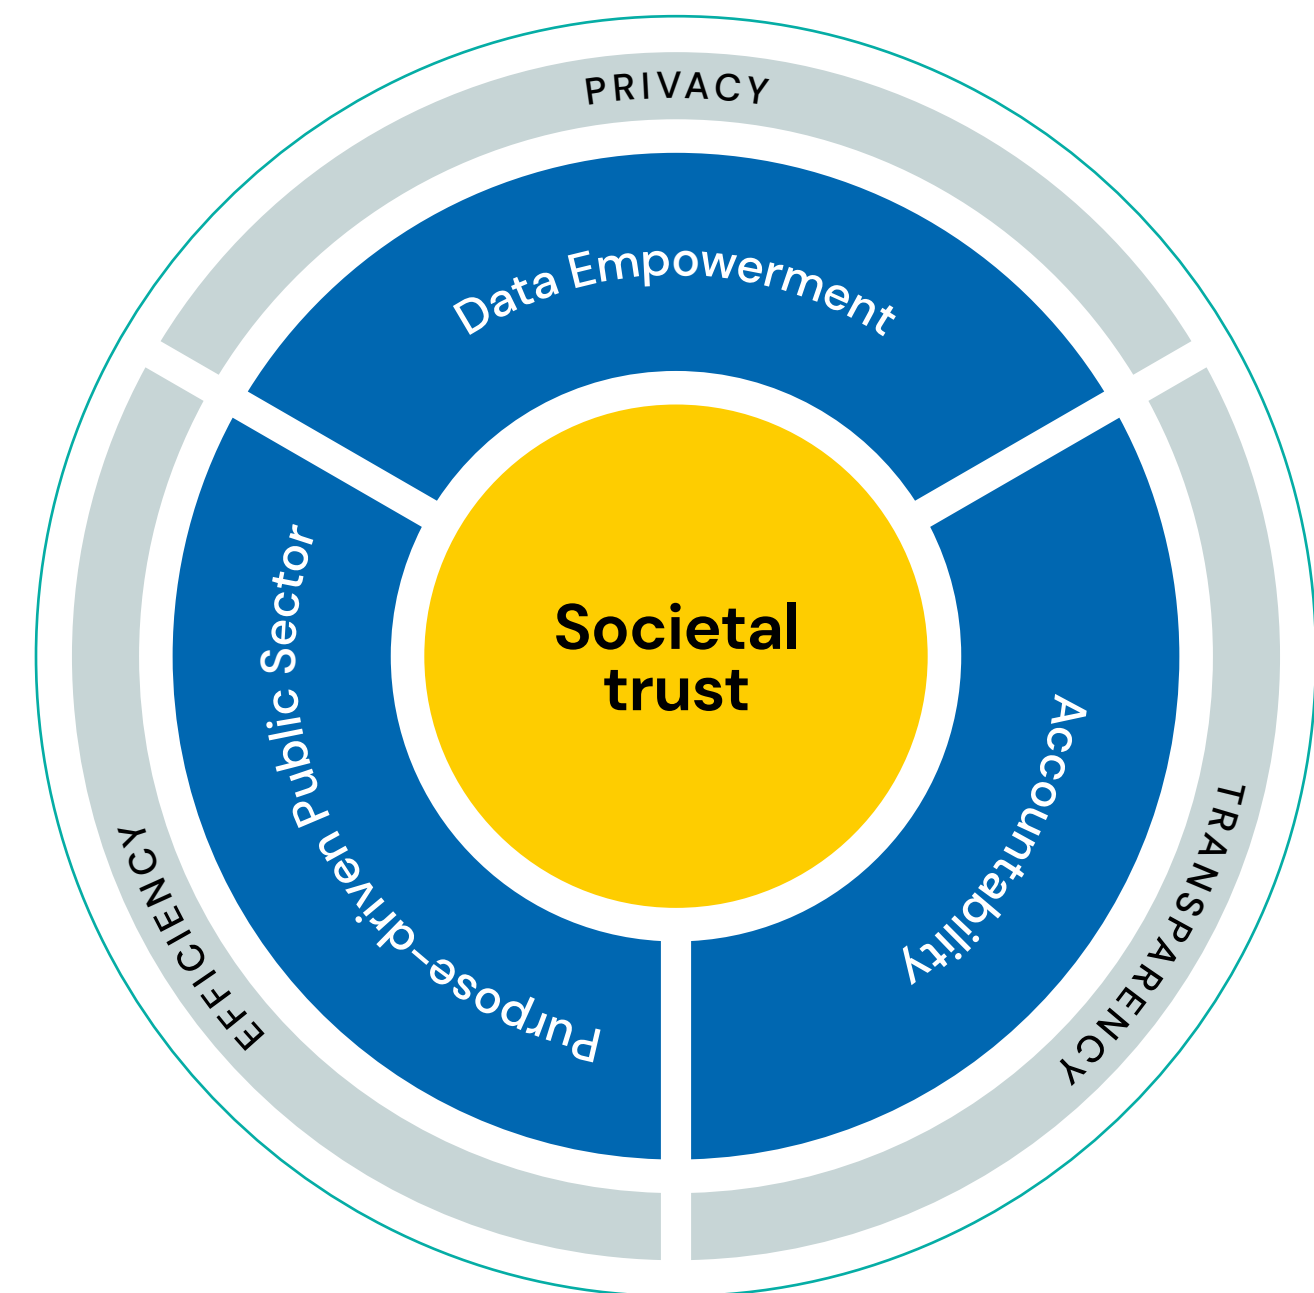 PRIVACY
Data Empowerment
Societal
trust
Accountability
TRANSPARENCY
Purpose-driven Public Sector
EFFICIENCY